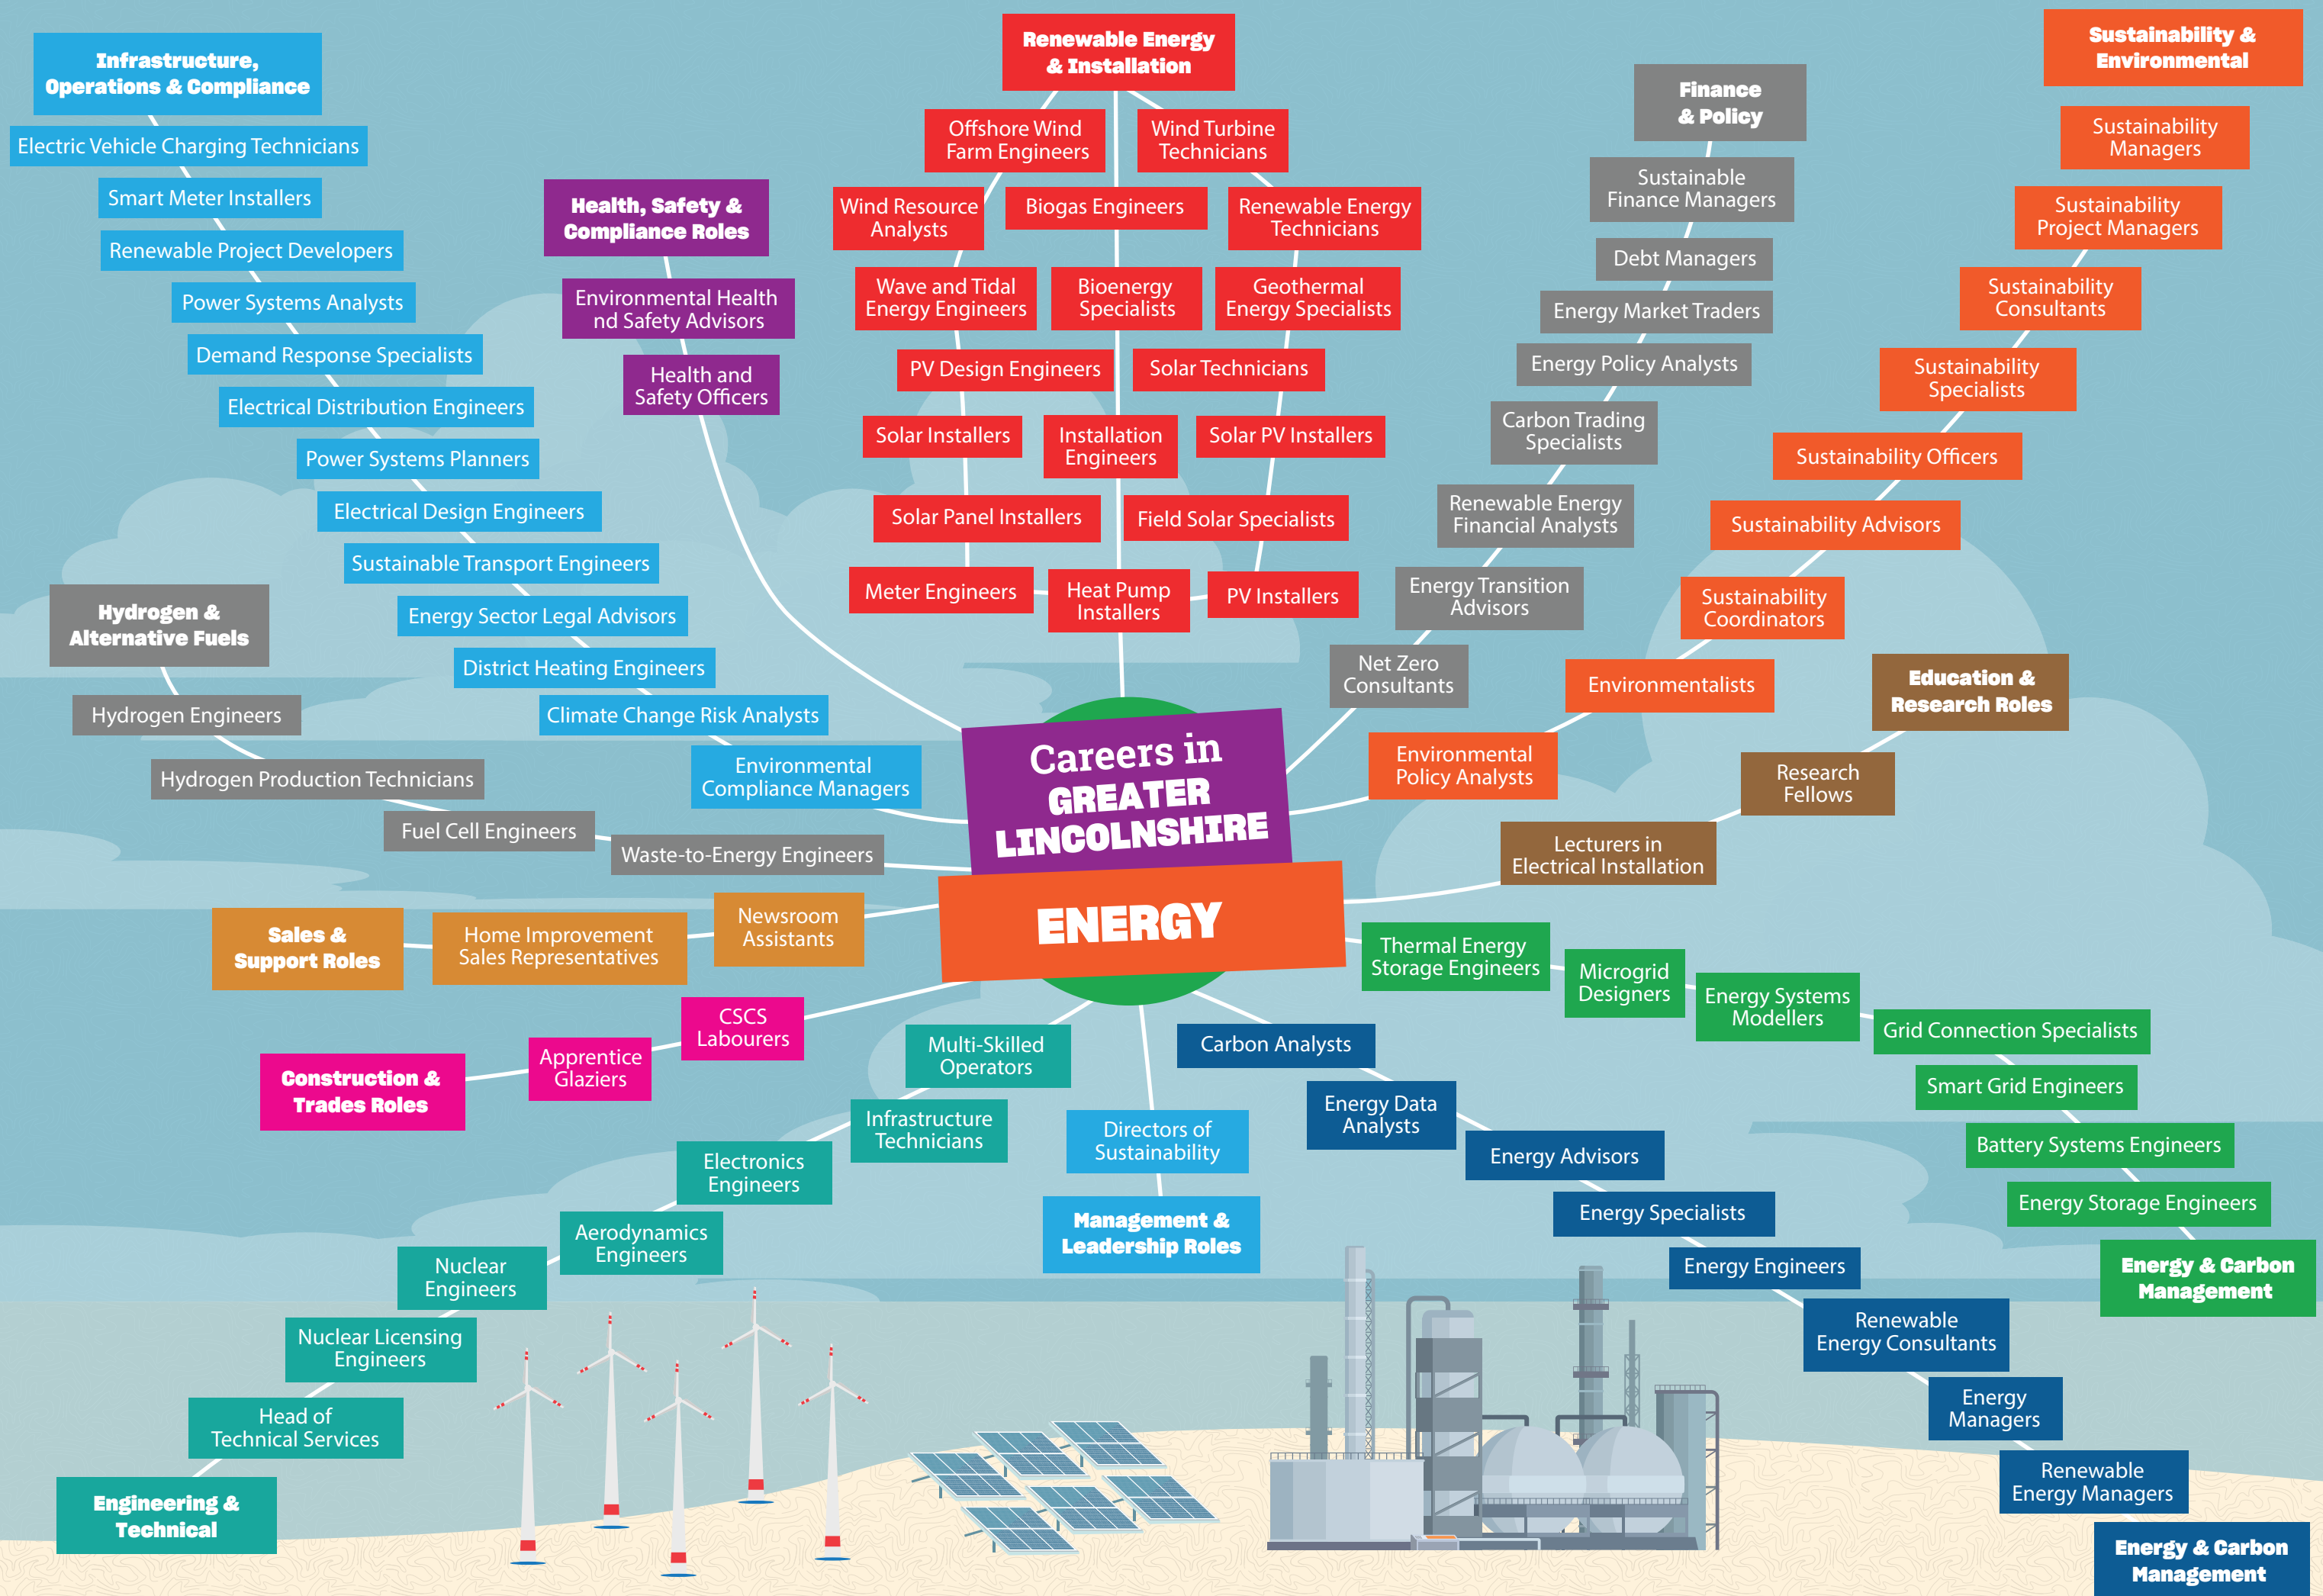 Infrastructure,
Operations & Compliance
Electric Vehicle Charging Technicians
Smart Meter Installers
Renewable Project Developers
Power Systems Analysts
Demand Response Specialists
Electrical Distribution Engineers
Power Systems Planners
Electrical Design Engineers
Sustainable Transport Engineers
Energy Sector Legal Advisors
District Heating Engineers
Climate Change Risk Analysts
Environmental
Compliance Managers
Health, Safety &
Compliance Roles
Environmental Health
nd Safety Advisors
Health and
Safety Officers
Renewable Energy
& Installation
Offshore Wind
Farm Engineers
Wind Turbine
Technicians
Wind Resource
Analysts
Biogas Engineers
Renewable Energy
Technicians
Wave and Tidal
Energy Engineers
Bioenergy
Specialists
Geothermal
Energy Specialists
PV Design Engineers
Solar Technicians
Solar Installers
Installation
Engineers
Solar PV Installers
Solar Panel Installers
Field Solar Specialists
Meter Engineers
Heat Pump
Installers
PV Installers
Finance
& Policy
Sustainable
Finance Managers
Debt Managers
Energy Market Traders
Energy Policy Analysts
Carbon Trading
Specialists
Renewable Energy
Financial Analysts
Energy Transition
Advisors
Net Zero
Consultants
Sustainability &
Environmental
Sustainability
Managers
Sustainability
Project Managers
Sustainability
Consultants
Sustainability
Specialists
Sustainability Officers
Sustainability Advisors
Sustainability
Coordinators
Environmentalists
Environmental
Policy Analysts
Education &
Research Roles
Research
Fellows
Lecturers in
Electrical Installation
Hydrogen &
Alternative Fuels
Hydrogen Engineers
Hydrogen Production Technicians
Fuel Cell Engineers
Waste-to-Energy Engineers
Careers in
GREATER
LINCOLNSHIRE
ENERGY
Sales &
Support Roles
Home Improvement
Sales Representatives
Newsroom
Assistants
Construction &
Trades Roles
Apprentice
Glaziers
CSCS
Labourers
Multi-Skilled
Operators
Infrastructure
Technicians
Electronics
Engineers
Aerodynamics
Engineers
Nuclear
Engineers
Nuclear Licensing
Engineers
Head of
Technical Services
Engineering &
Technical
Directors of
Sustainability
Management &
Leadership Roles
Carbon Analysts
Energy Data
Analysts
Energy Advisors
Energy Specialists
Energy Engineers
Renewable
Energy Consultants
Energy
Managers
Renewable
Energy Managers
Energy & Carbon
Management
Thermal Energy
Storage Engineers
Microgrid
Designers
Energy Systems
Modellers
Grid Connection Specialists
Smart Grid Engineers
Battery Systems Engineers
Energy Storage Engineers
Energy & Carbon
Management